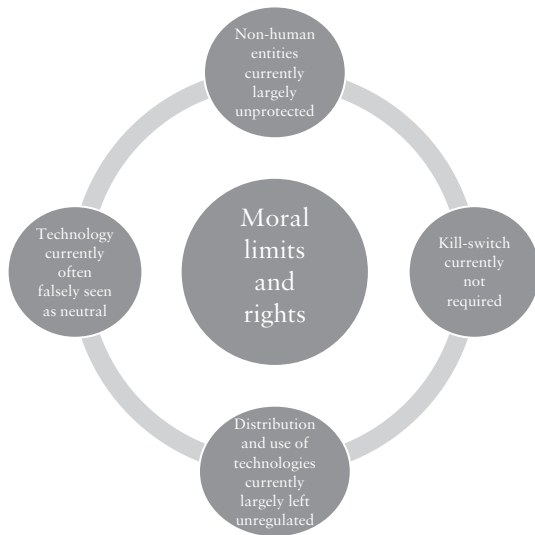 Non-human
entities
currently
largely
unprotected
Technology
currently
often
falsely seen
as neutral
Moral
limits
and
rights
Kill-switch
currently
not
required
Distribution
and use of
technologies
currently
largely left
unregulated